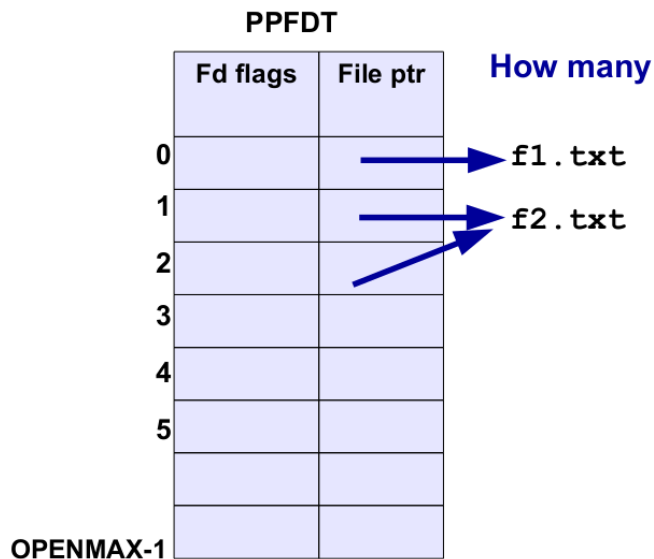 PPFDT
Fd flags File ptr How many
0 f1.txt
1 f2.txt
2
3
4
5
OPENMAX-1